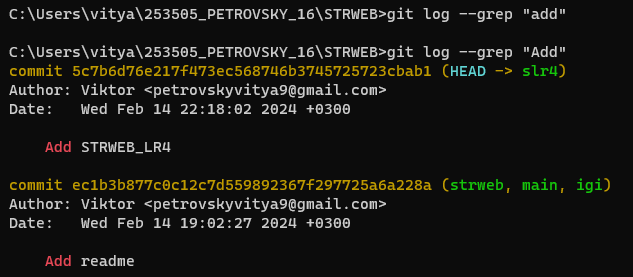 C:\Users\vitya\253505_PETROVSKY_16\STRWEB>git log --grep "add"
C:\Users\vitya\253505_PETROVSKY_16\STRWEB>git log --grep "Add"
commit 5c7b6d76e217f473ec568746b3745725723cbab1 (HEAD -> slr4)
Author: Viktor <petrovskyvitya9@gmail.com>
Date:   Wed Feb 14 22:18:02 2024 +0300
    Add STRWEB_LR4
commit ec1b3b877c0c12c7d559892367f297725a6a228a (strweb, main, igi)
Author: Viktor <petrovskyvitya9@gmail.com>
Date:   Wed Feb 14 19:02:27 2024 +0300
    Add readme